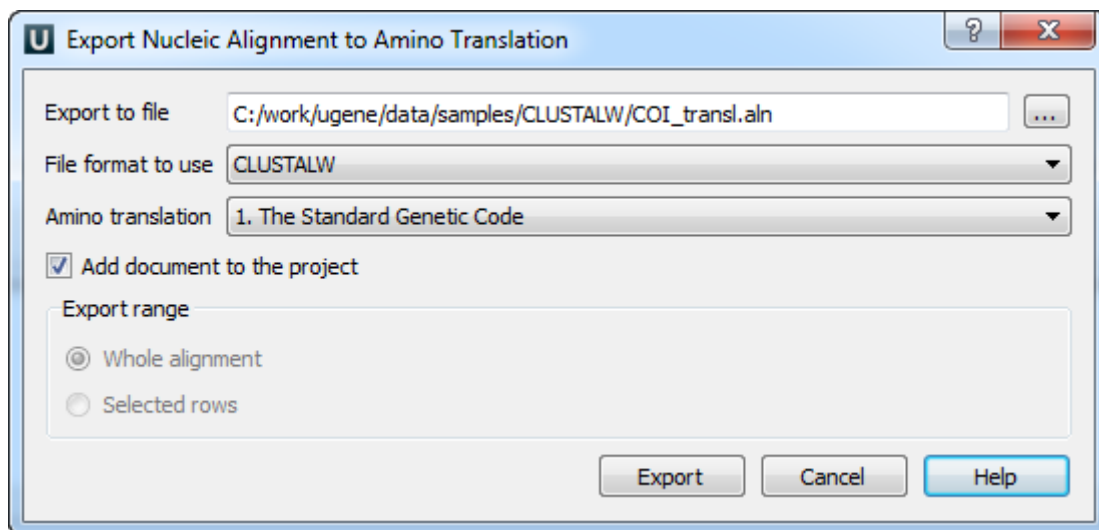 U Export Nucleic Alignment to Amino Translation
Export to file C:/work/ugene/data/samples/CLUSTALW/COI_transl.aln ...
File format to use CLUSTALW
Amino translation 1. The Standard Genetic Code
Add document to the project
Export range
Whole alignment
Selected rows
Export Cancel Help